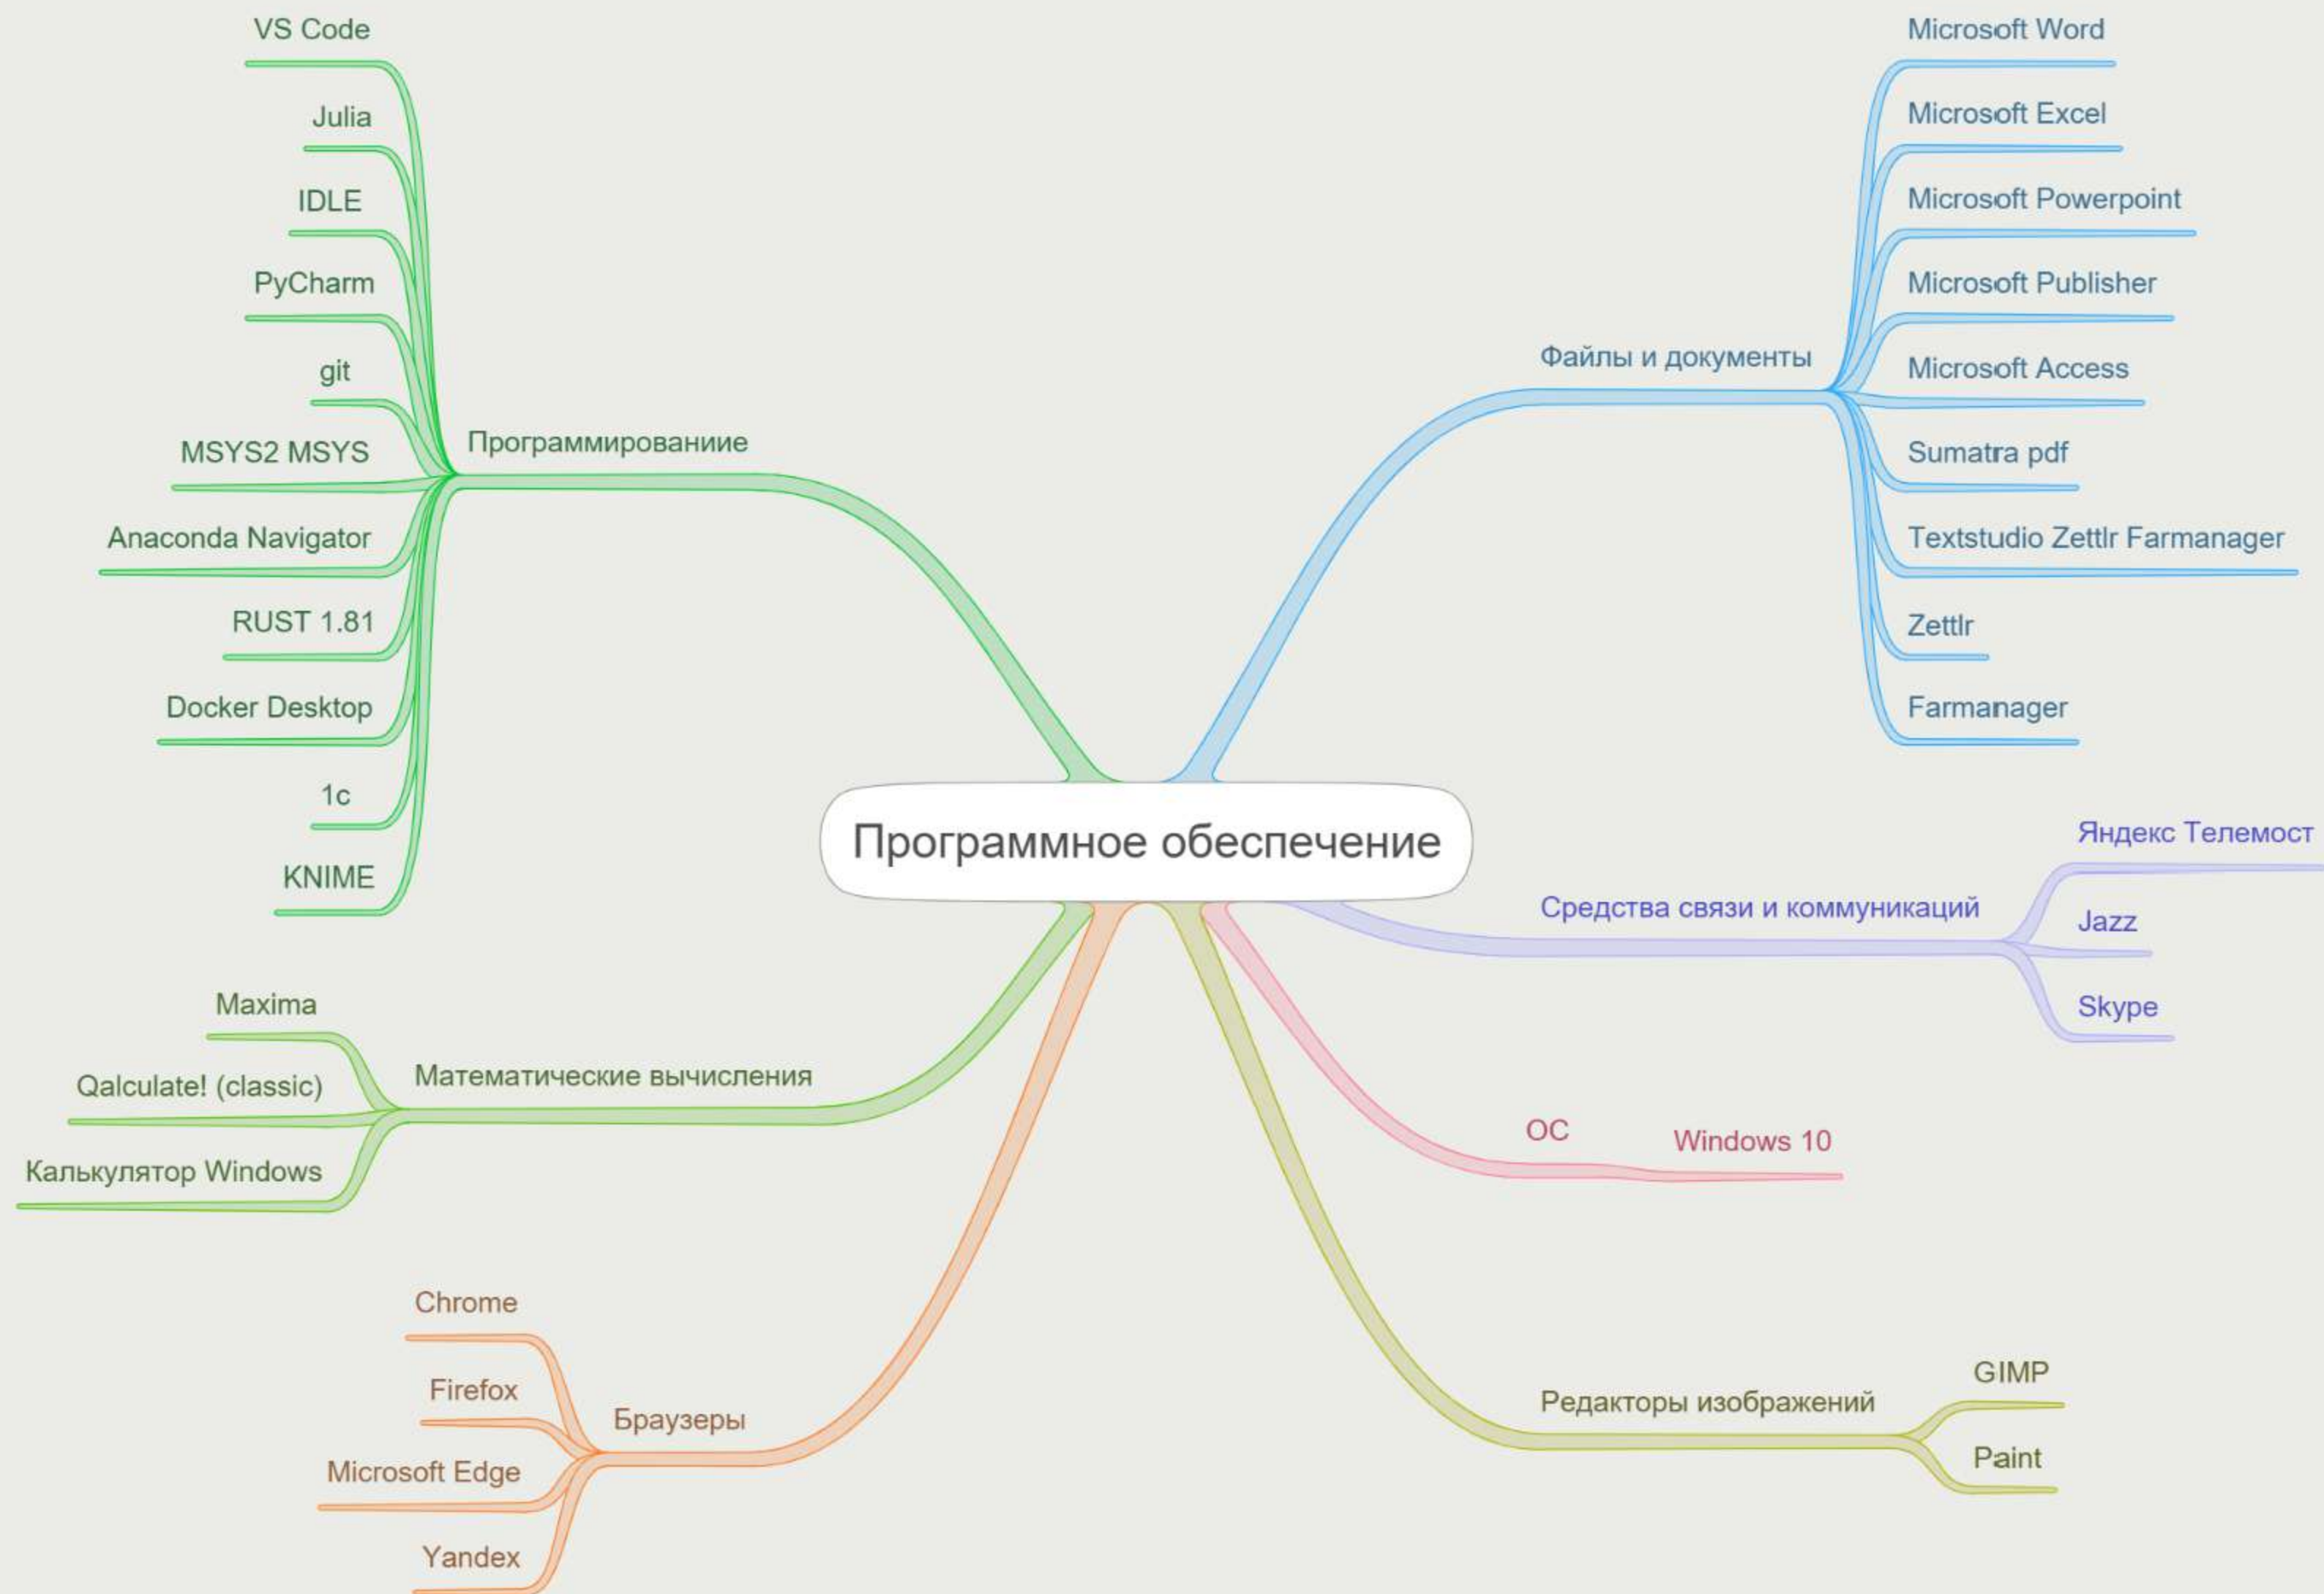 Программное обеспечение
Программированиие
VS Code
Julia
IDLE
PyCharm
git
MSYS2 MSYS
Anaconda Navigator
RUST 1.81
Docker Desktop
1c
KNIME
Математические вычисления
Maxima
Qalculate! (classic)
Калькулятор Windows
Браузеры
Chrome
Firefox
Microsoft Edge
Yandex
Файлы и документы
Microsoft Word
Microsoft Excel
Microsoft Powerpoint
Microsoft Publisher
Microsoft Access
Sumatra pdf
Textstudio Zettlr Farmanager
Zettlr
Farmanager
Средства связи и коммуникаций
Яндекс Телемост
Jazz
Skype
ОС
Windows 10
Редакторы изображений
GIMP
Paint